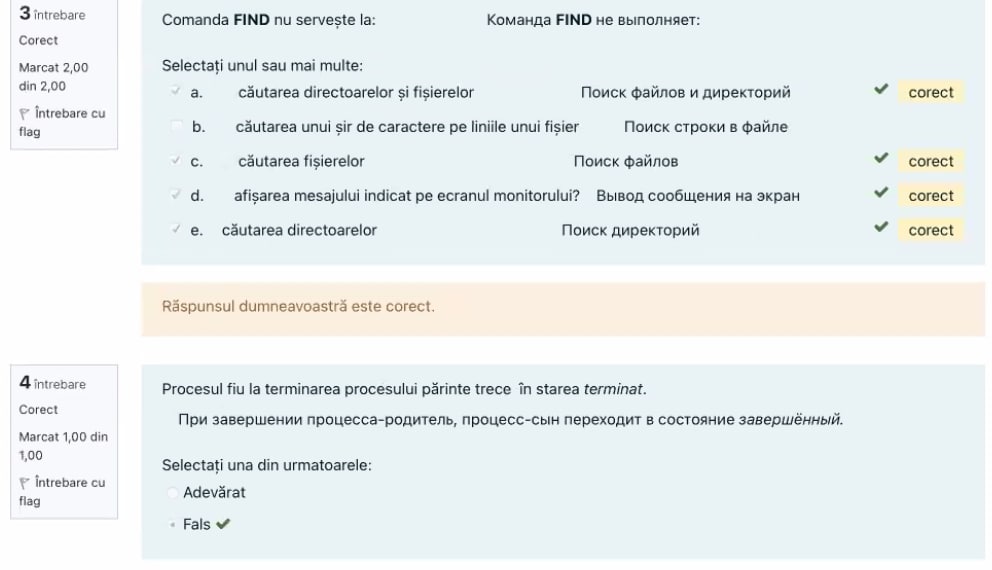 3 întrebare
Corect
Marcat 2,00
din 2,00
Întrebare cu
flag
Comanda FIND nu servește la: Команда FIND не выполняет:
Selectați unul sau mai multe:
a. căutarea directoarelor și fișierelor Поиск файлов и директорий corect
b. căutarea unui șir de caractere pe liniile unui fișier Поиск строки в файле
c. căutarea fișierelor Поиск файлов corect
d. afișarea mesajului indicat pe ecranul monitorului? Вывод сообщения на экран corect
e. căutarea directoarelor Поиск директорий corect
Răspunsul dumneavoastră este corect.
4 întrebare
Corect
Marcat 1,00 din
1,00
Întrebare cu
flag
Procesul fiu la terminarea procesului părinte trece în starea terminat.
При завершении процесса-родитель, процесс-сын переходит в состояние завершённый.
Selectați una din urmatoarele:
Adevărat
Fals